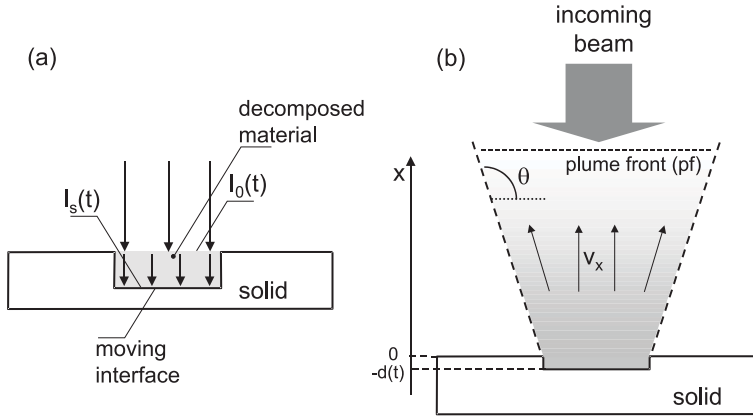 (a)
decomposed
material
I_s(t)
I_0(t)
solid
moving
interface
incoming
beam
(b)
plume front (pf)
x
θ
v_x
0
-d(t)
solid